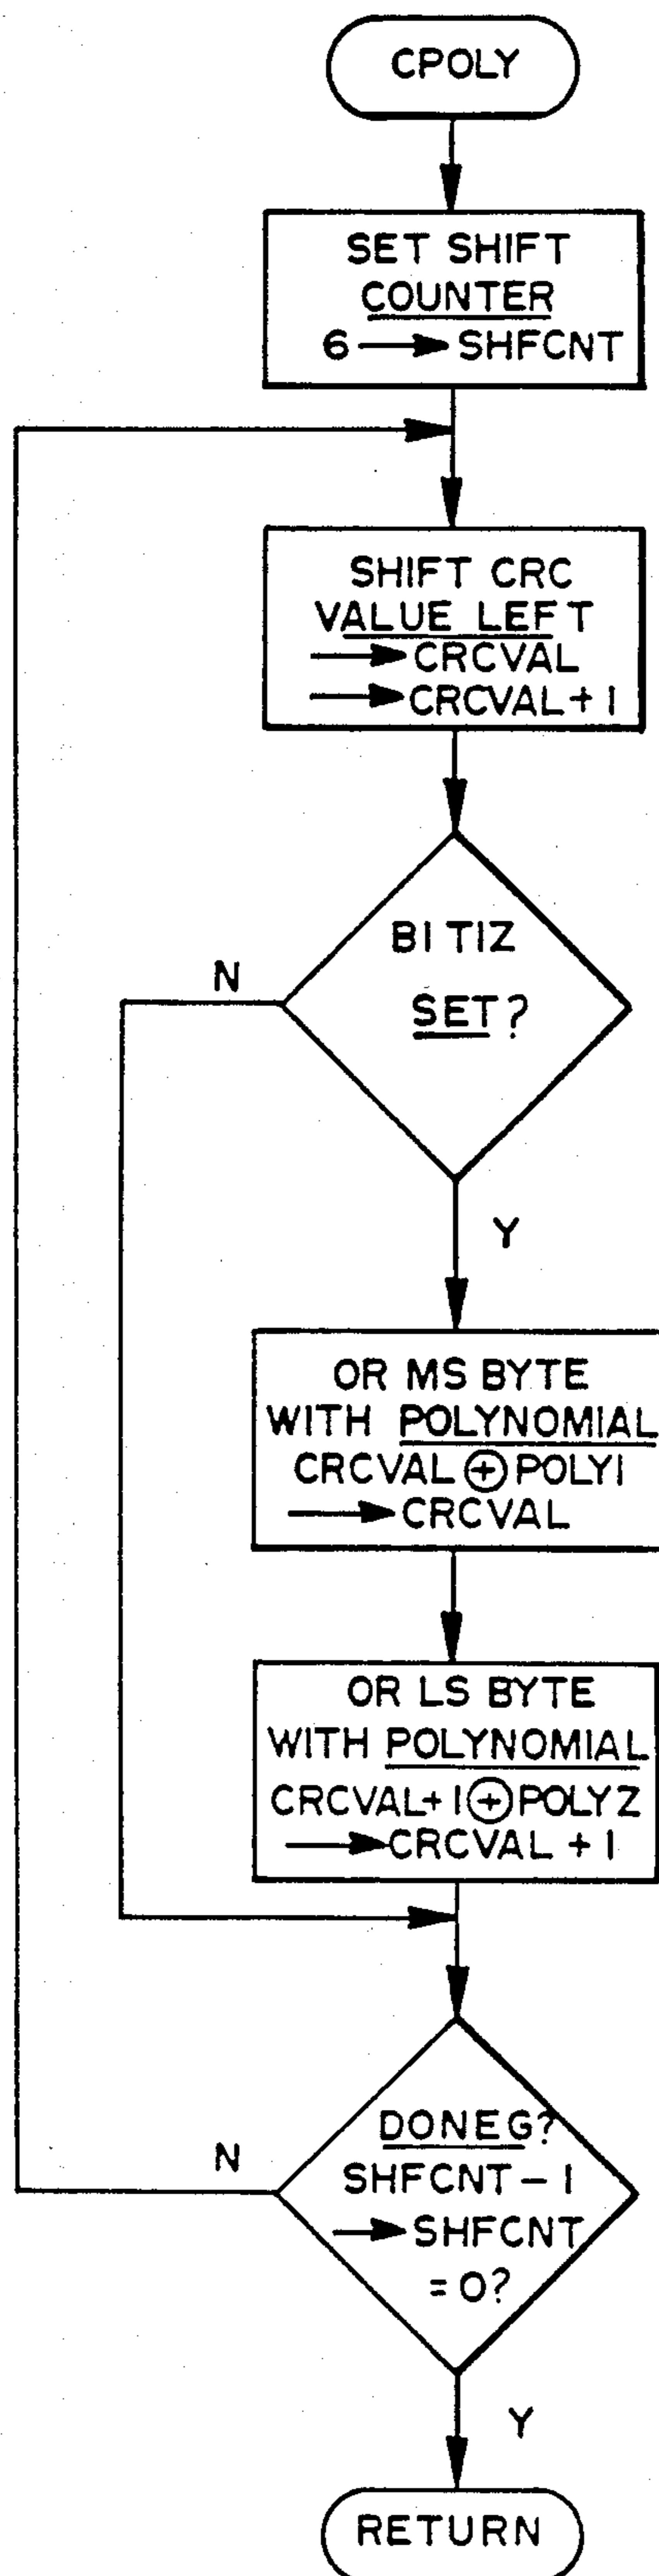 CPOLY
SET SHIFT
COUNTER
6 → SHFCNT
SHIFT CRC
VALUE LEFT
→ CRCVAL
→ CRCVAL + 1
BITIZ
SET?
N
Y
OR MS BYTE
WITH POLYNOMIAL
CRCVAL ⊕ POLY1
→ CRCVAL
OR LS BYTE
WITH POLYNOMIAL
CRCVAL + 1 ⊕ POLYZ
→ CRCVAL + 1
DONEG?
SHFCNT - 1
→ SHFCNT
= 0?
N
Y
RETURN